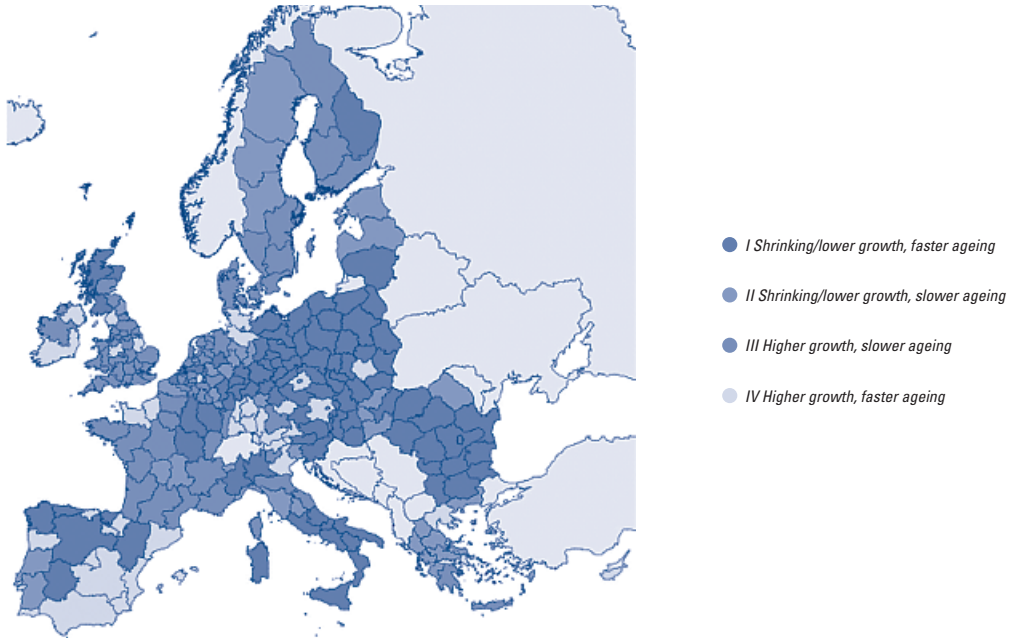 I Shrinking/lower growth, faster ageing
II Shrinking/lower growth, slower ageing
III Higher growth, slower ageing
IV Higher growth, faster ageing